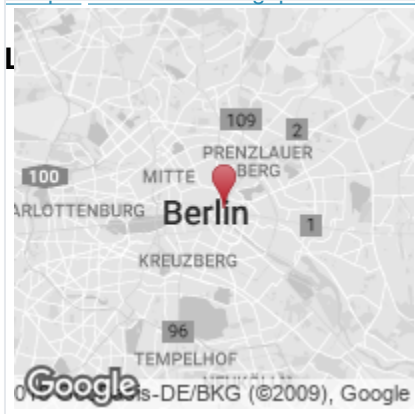 109
2
PRENZLAUER
BERG
100
MITTE
ARLOTTENBURG
Berlin
1
KREUZBERG
96
TEMPELHOF
Google
-DE/BKG (©2009), Google